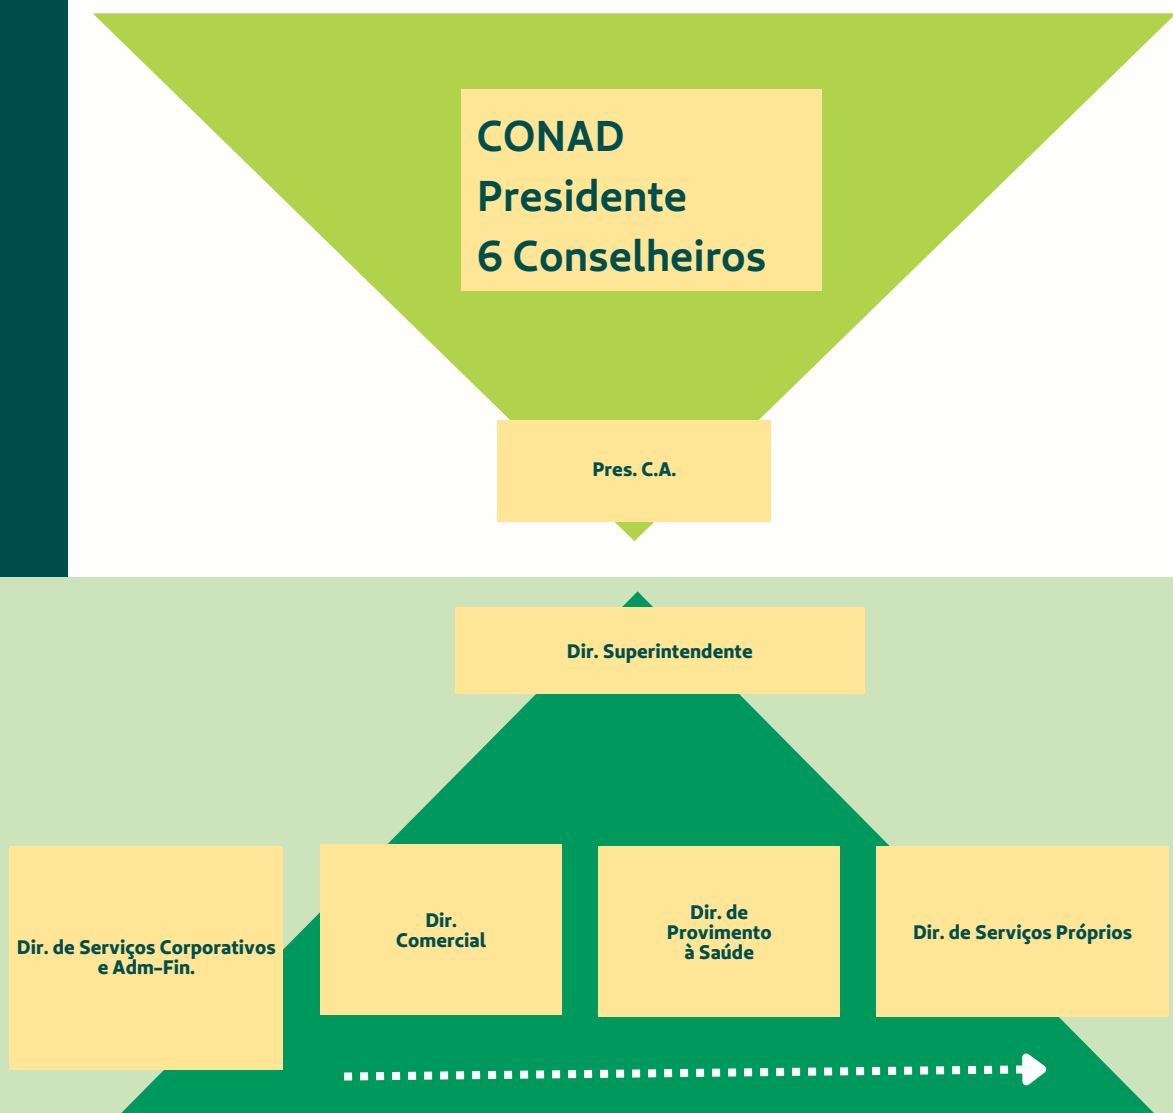 CONAD
Presidente
6 Conselheiros
Pres. C.A.
Dir. Superintendente
Dir. de Serviços Corporativos
e Adm-Fin.
Dir.
Comercial
Dir. de
Provimento
à Saúde
Dir. de Serviços Próprios